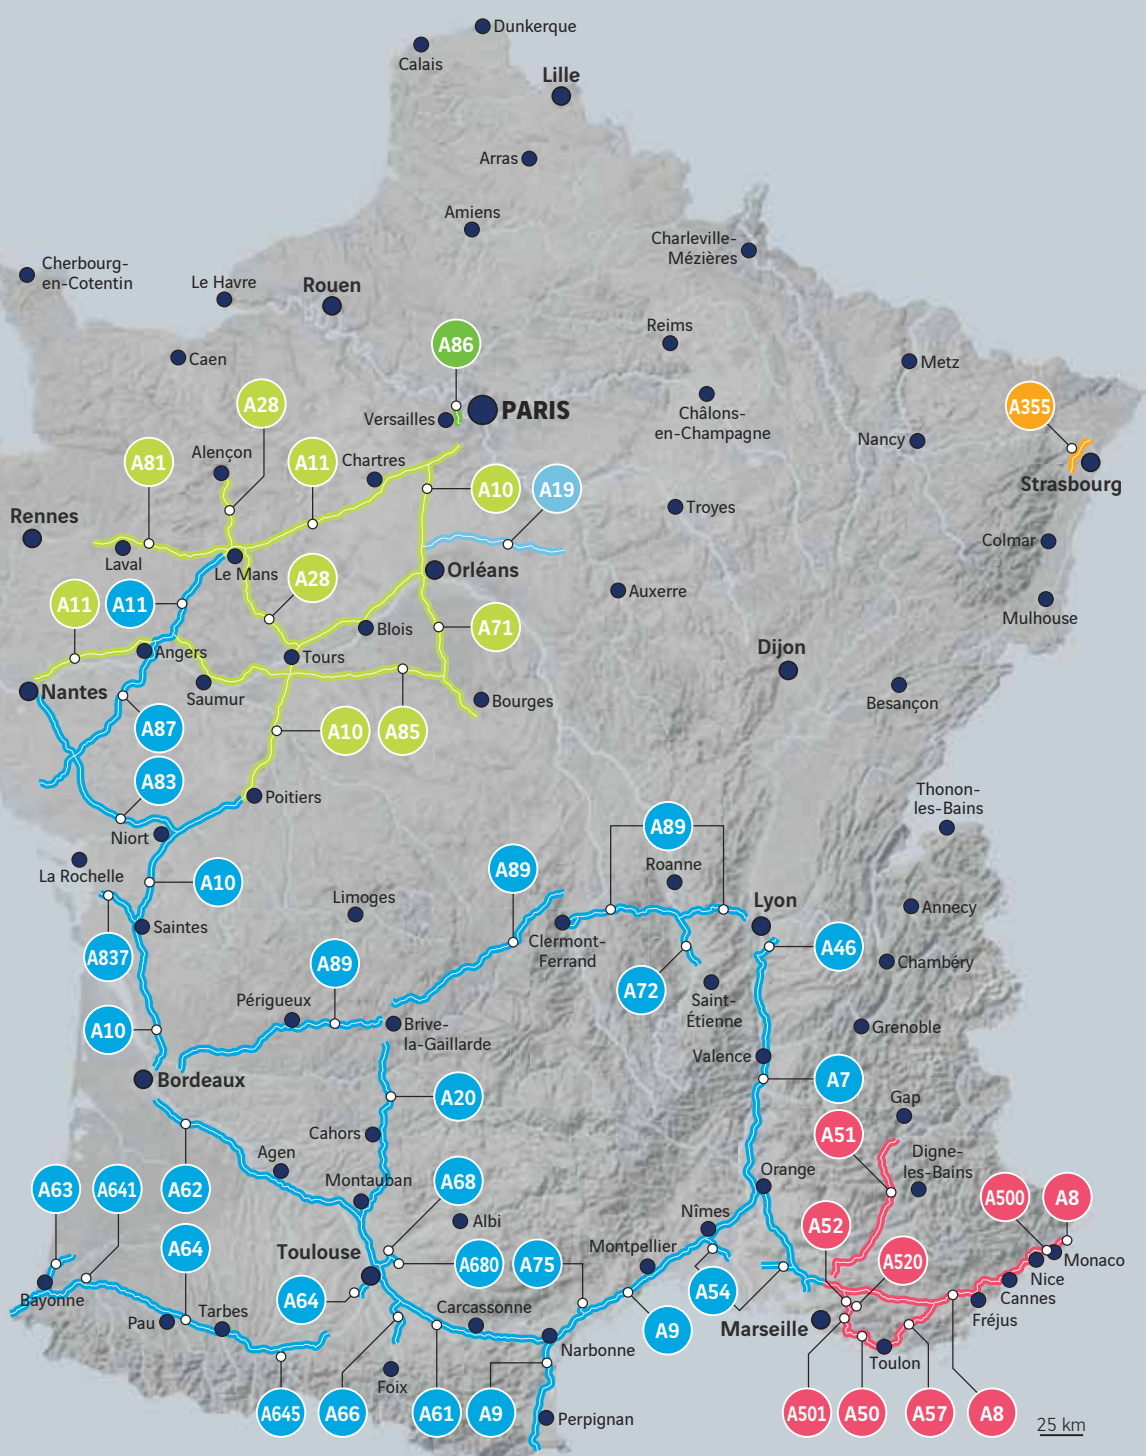 Dunkerque
Calais
Lille
Arras
Amiens
Charleville-
Mézières
Cherbourg-
en-Cotentin
Le Havre
Rouen
Reims
A86
Caen
Metz
A28
Versailles
PARIS
Châlons-
en-Champagne
A355
Nancy
Alençon
A81
A11
Chartres
Strasbourg
A10
A19
Troyes
Rennes
Colmar
Laval
Le Mans
Orléans
A28
Auxerre
A11
A11
Mulhouse
Blois
A71
Angers
Tours
Dijon
Nantes
Saumur
Bourges
Besançon
A87
A10
A85
A83
Poitiers
Thonon-
les-Bains
Niort
A89
La Rochelle
Roanne
A89
A10
Limoges
Lyon
Annecy
Saintes
Clermont-
Ferrand
A46
A837
A89
Chambéry
A72
Périgueux
Saint-
Étienne
A10
Brive-
la-Gaillarde
Grenoble
Valence
Bordeaux
A7
A20
Gap
Cahors
A51
Agen
Digne-
les-Bains
Orange
A63
A641
A62
Montauban
A68
A500
A8
Nîmes
Albi
A52
A64
Toulouse
Montpellier
A680
A75
A520
Monaco
Nice
A54
Bayonne
A64
Cannes
Carcassonne
Pau
Tarbes
Fréjus
A9
Marseille
Narbonne
Toulon
Foix
A645
A66
A61
A9
Perpignan
A501
A50
A57
A8
25 km